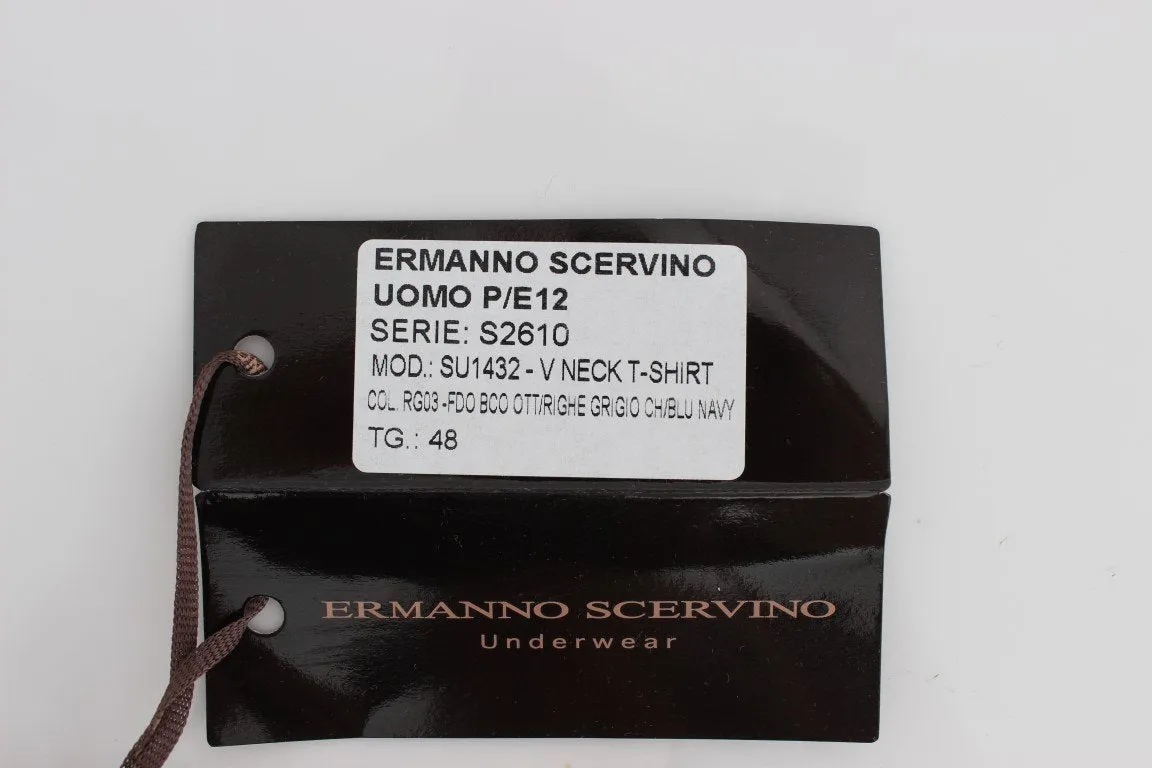 ERMANNO SCERVINO
UOMO P/E12
SERIE: S2610
MOD.: SU1432 - V NECK T-SHIRT
COL. RG03 -FDO BCO OTT/RIGHE GRIGIO CH/BLU NAVY
TG.: 48
ERMANNO SCERVINO
Underwear